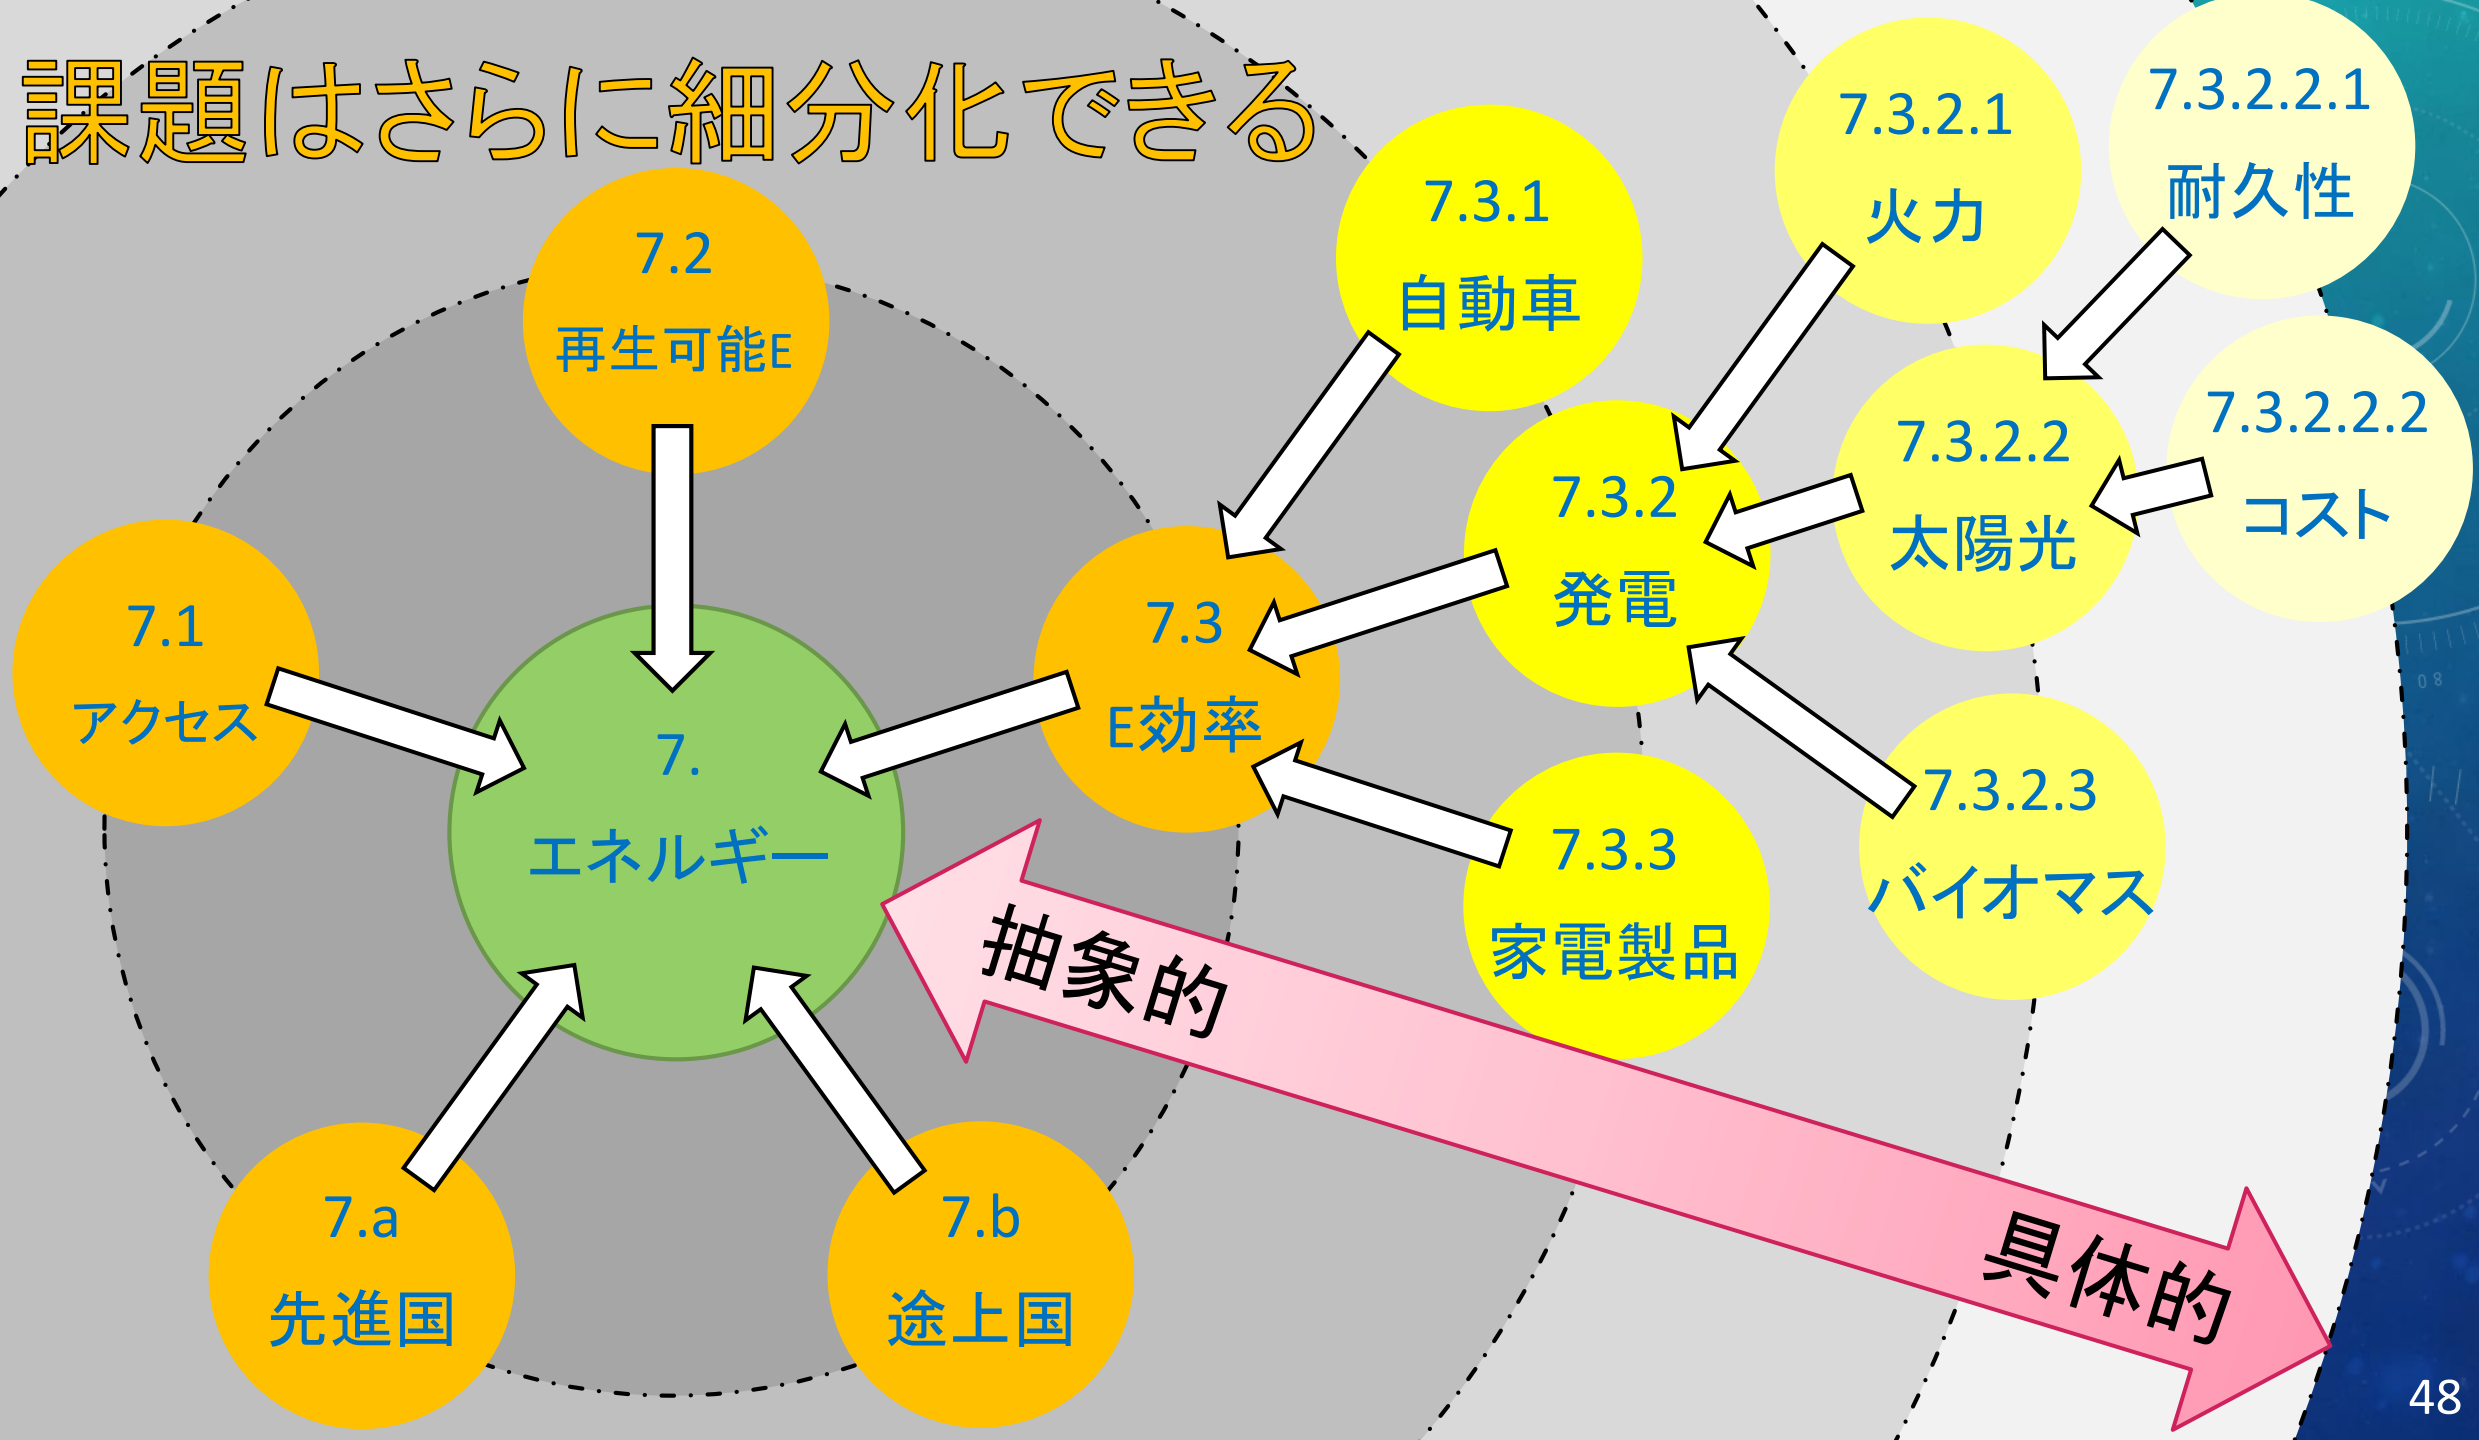 課題はさらに細分化できる
7.2
再生可能E
7.1
アクセス
7.
エネルギー
7.3
E効率
7.a
先進国
7.b
途上国
7.3.1
自動車
7.3.2
発電
7.3.3
家電製品
7.3.2.1
火力
7.3.2.2
太陽光
7.3.2.3
バイオマス
7.3.2.2.1
耐久性
7.3.2.2.2
コスト
抽象的
具体的
48